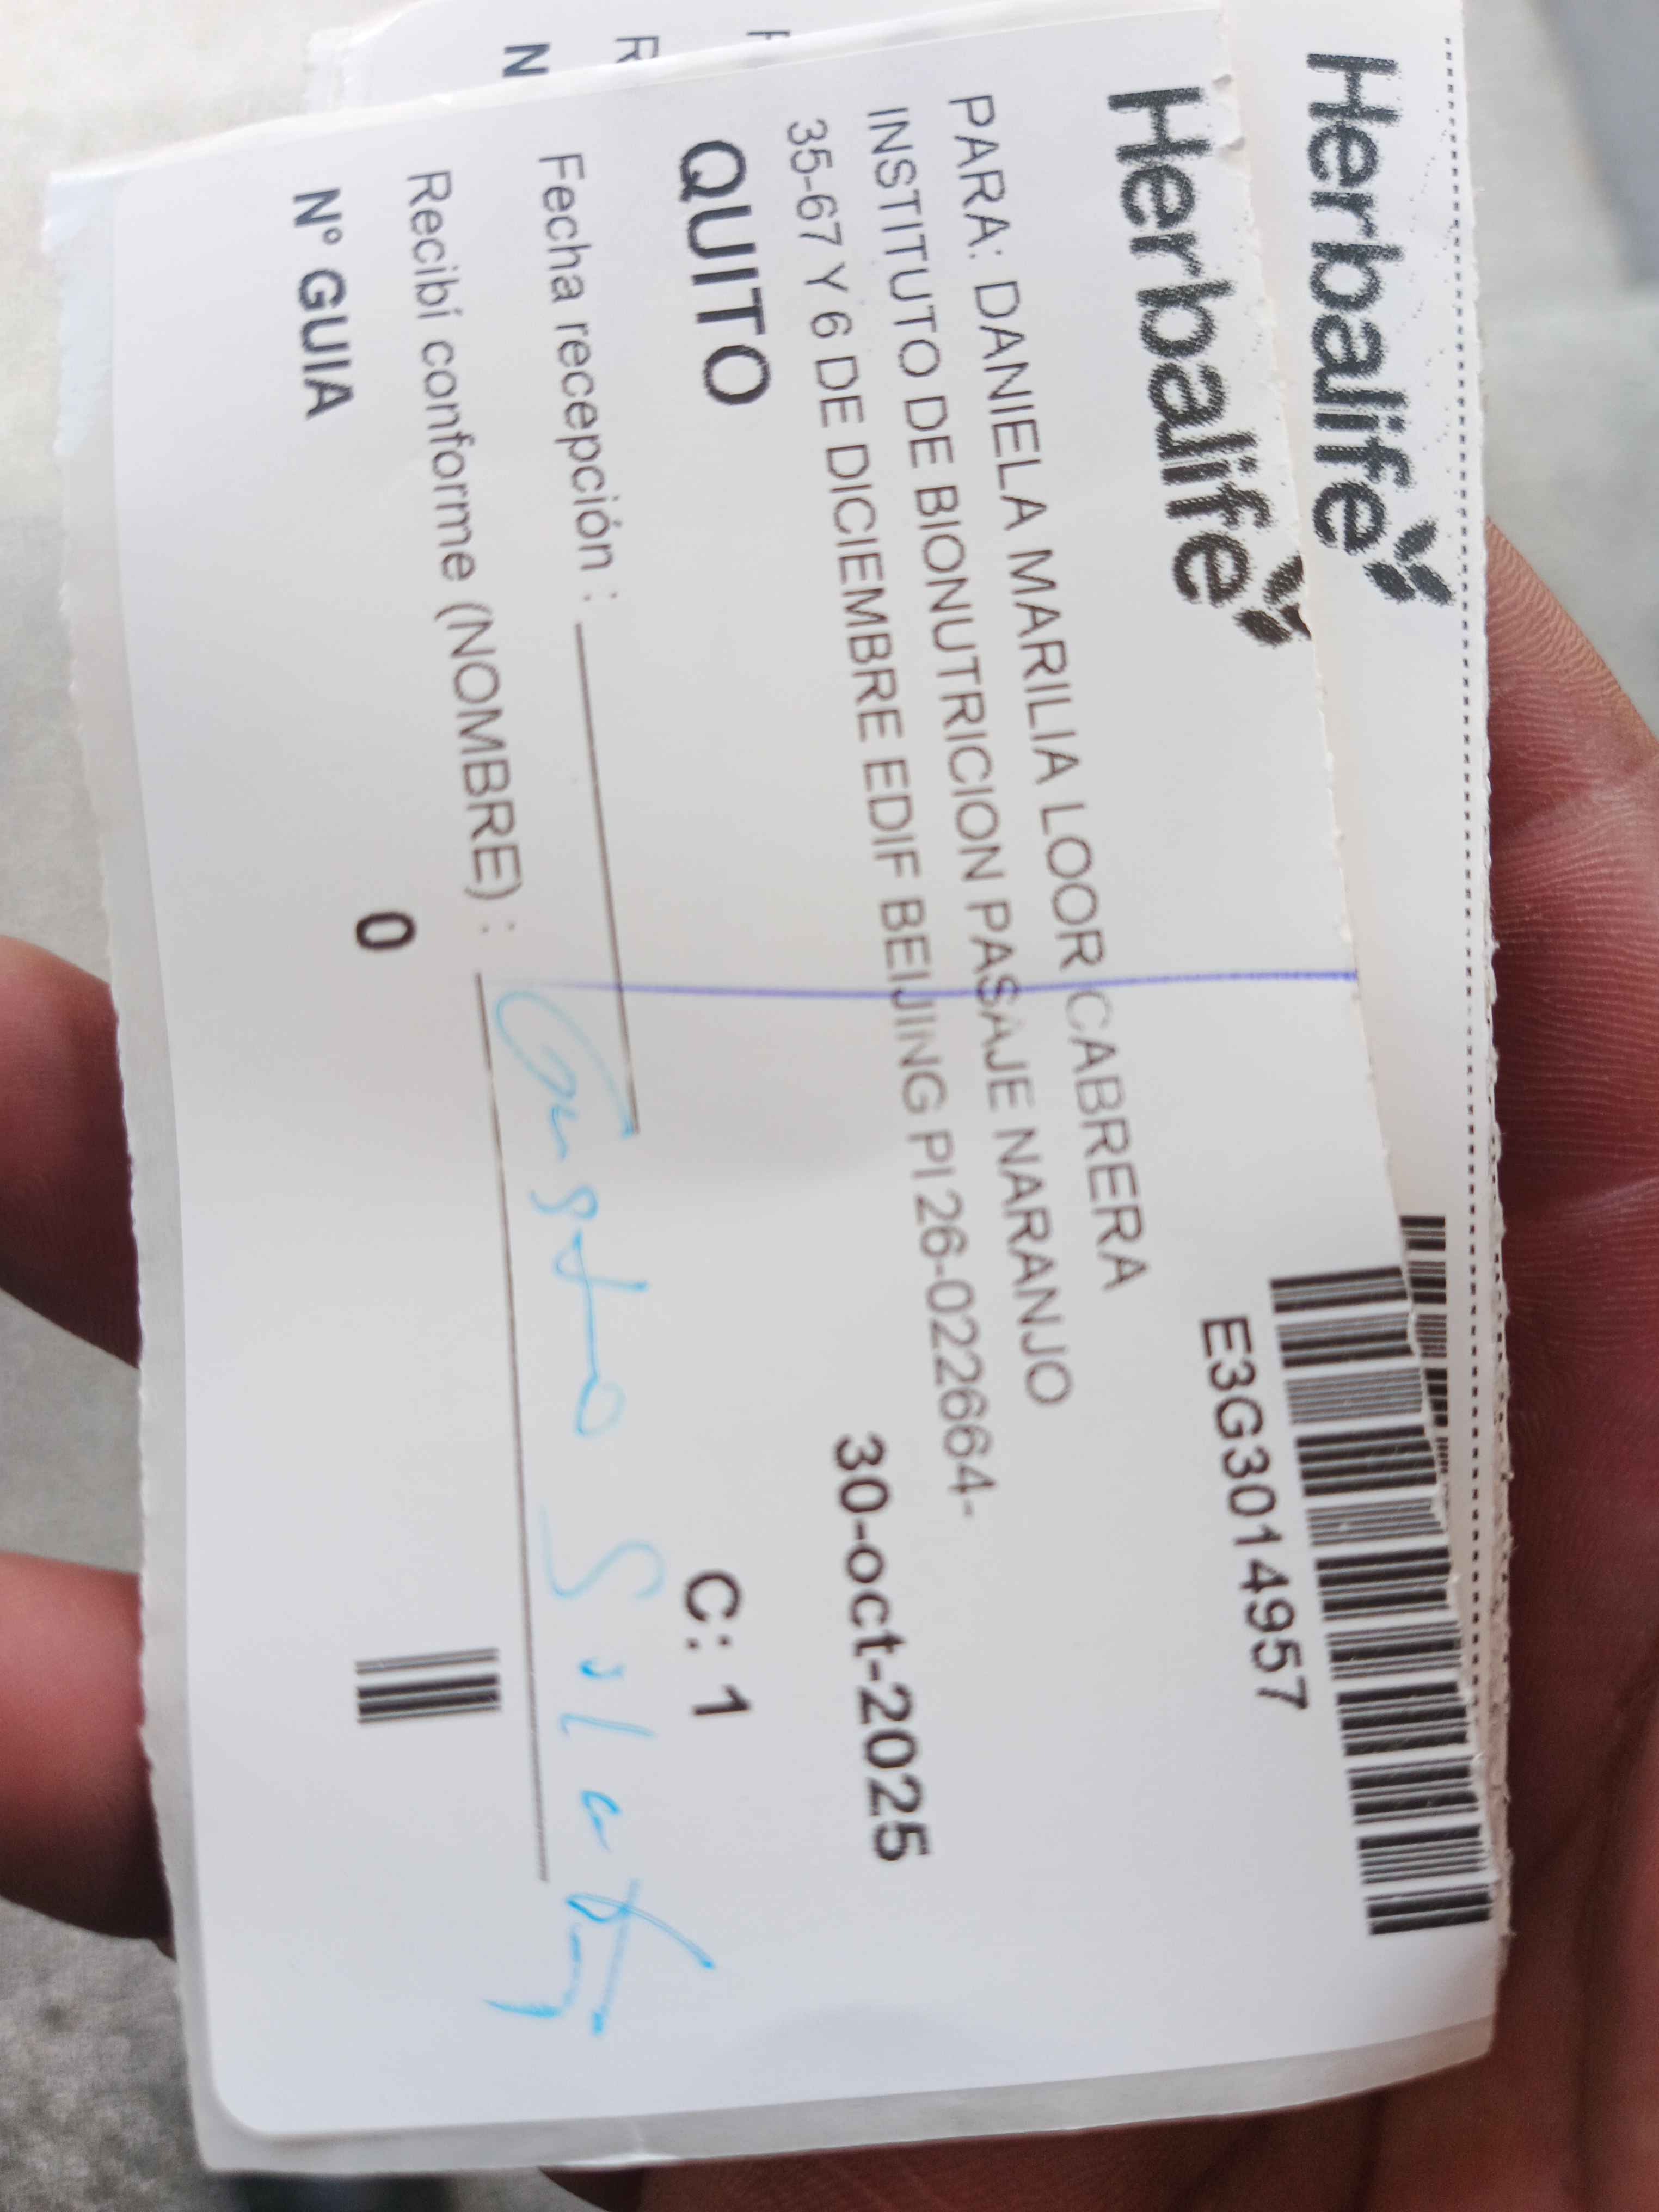 Herbalife
Herbalife
E3G3014957
PARA: DANIELA MARILIA LOOR CABRERA
INSTITUTO DE BIONUTRICION PASAJE NARANJO
35-67 Y 6 DE DICIEMBRE EDIF BEIJING PI 26-022664-
30-oct-2025
QUITO
C: 1
Fecha recepción :
Recibí conforme (NOMBRE) :
N° GUIA
0